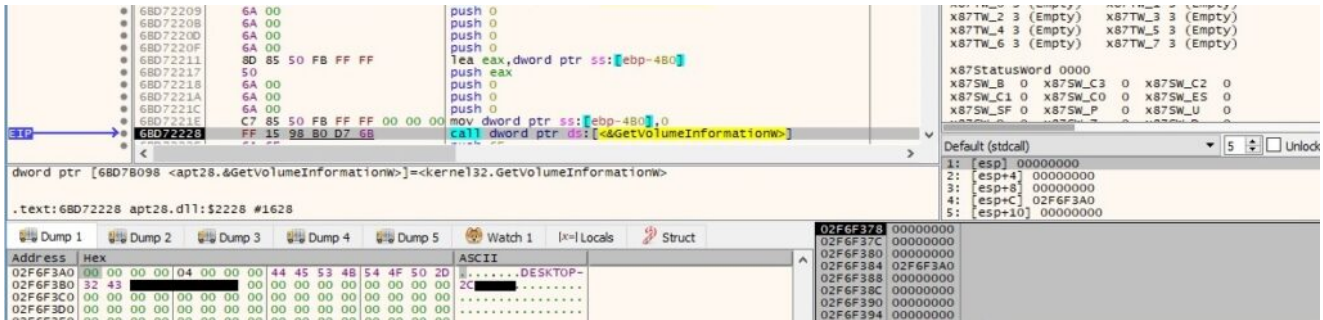 6BD72209 6A 00 push 0
6BD7220B 6A 00 push 0
6BD7220D 6A 00 push 0
6BD7220F 6A 00 push 0
6BD72211 8D 85 50 FB FF FF lea eax,dword ptr ss:[ebp-4B0]
6BD72217 50 push eax
6BD72218 6A 00 push 0
6BD7221A 6A 00 push 0
6BD7221C 6A 00 push 0
6BD7221E C7 85 50 FB FF FF 00 00 00 mov dword ptr ss:[ebp-4B0],0
EIP 6BD72228 FF 15 98 B0 D7 6B call dword ptr ds:[<&GetVolumeInformationW>]
x87TW_2 3 (Empty) x87TW_3 3 (Empty)
x87TW_4 3 (Empty) x87TW_5 3 (Empty)
x87TW_6 3 (Empty) x87TW_7 3 (Empty)
x87StatusWord 0000
x87SW_B 0 x87SW_C3 0 x87SW_C2 0
x87SW_C1 0 x87SW_C0 0 x87SW_ES 0
x87SW_SF 0 x87SW_P 0 x87SW_U 0
Default (stdcall) 5 Unlock
1: [esp] 00000000
2: [esp+4] 00000000
3: [esp+8] 00000000
4: [esp+C] 02F6F3A0
5: [esp+10] 00000000
dword ptr [6BD7B098 <apt28.&GetVolumeInformationW>]=<kernel32.GetVolumeInformationW>
.text:6BD72228 apt28.dll:$2228 #1628
Dump 1 Dump 2 Dump 3 Dump 4 Dump 5 Watch 1 [x=] Locals Struct
Address Hex ASCII
02F6F3A0 00 00 00 00 04 00 00 00 44 45 53 4B 54 4F 50 2D ........DESKTOP-
02F6F3B0 32 43 00 00 00 00 00 00 00 00 2C .........
02F6F3C0 00 00 00 00 00 00 00 00 00 00 00 00 00 00 00 00 ................
02F6F3D0 00 00 00 00 00 00 00 00 00 00 00 00 00 00 00 00 ................
02F6F378 00000000
02F6F37C 00000000
02F6F380 00000000
02F6F384 02F6F3A0
02F6F388 00000000
02F6F38C 00000000
02F6F390 00000000
02F6F394 00000000